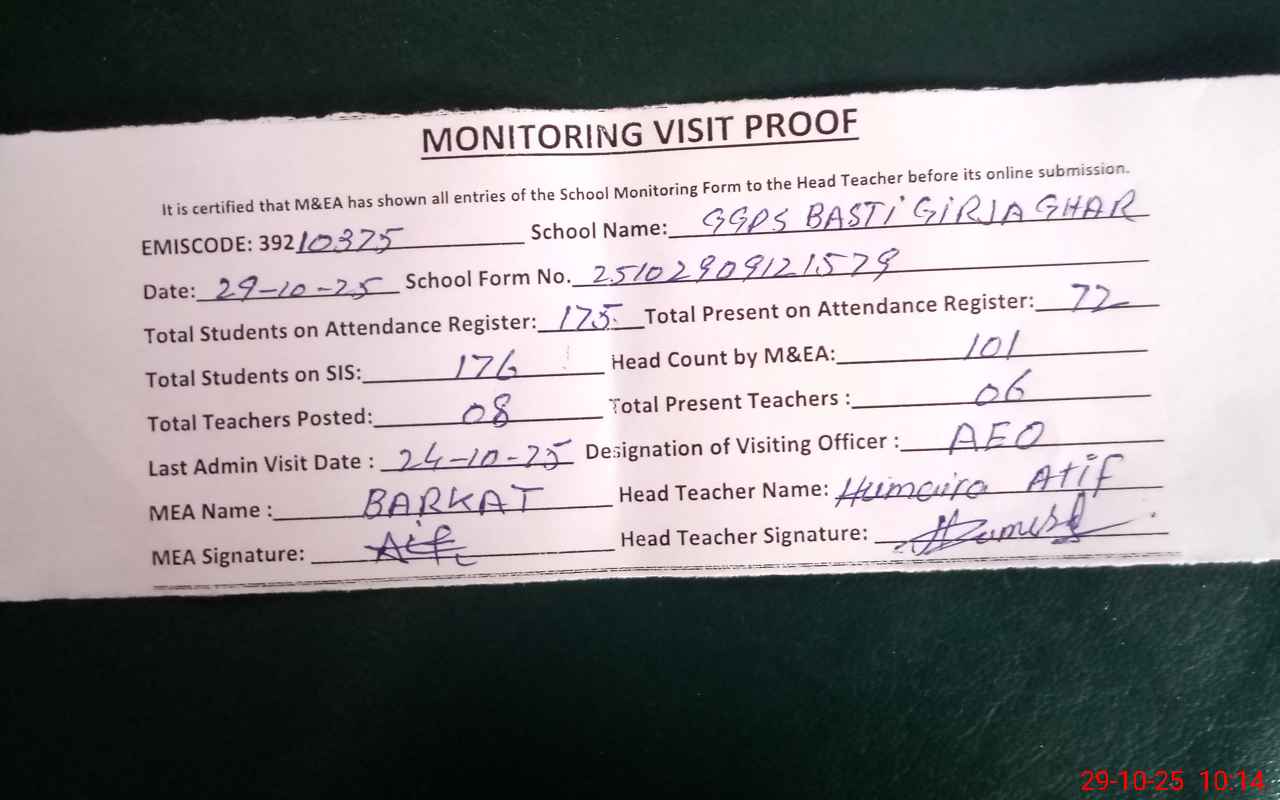 MONITORING VISIT PROOF
It is certified that M&EA has shown all entries of the School Monitoring Form to the Head Teacher before its online submission.
EMISCODE: 39210375 School Name: GGPS BASTI GIRJA GHAR
Date: 29-10-25 School Form No. 25102909121579
Total Students on Attendance Register: 175 Total Present on Attendance Register: 72
Total Students on SIS: 176 Head Count by M&EA: 101
Total Teachers Posted: 08 Total Present Teachers : 06
Last Admin Visit Date : 24-10-25 Designation of Visiting Officer : AEO
MEA Name : BARKAT Head Teacher Name: Humaira Atif
MEA Signature: Head Teacher Signature:
29-10-25 10:14